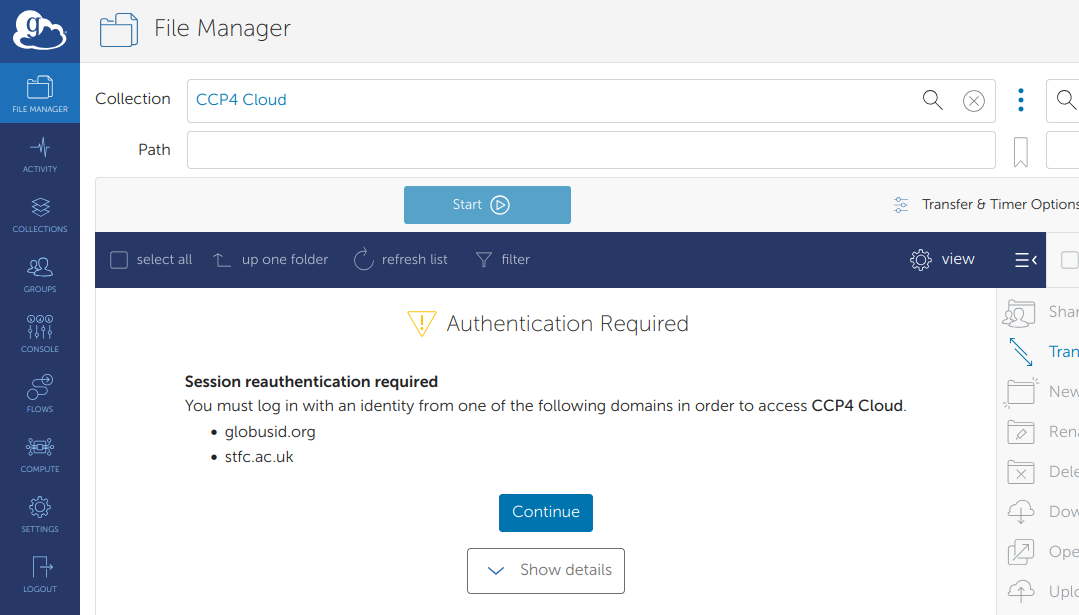 g
File Manager
FILE MANAGER
ACTIVITY
COLLECTIONS
GROUPS
CONSOLE
FLOWS
COMPUTE
SETTINGS
LOGOUT
Collection
CCP4 Cloud
Path
Start
Transfer & Timer Options
select all
up one folder
refresh list
filter
view
Authentication Required
Session reauthentication required
You must log in with an identity from one of the following domains in order to access CCP4 Cloud.
• globusid.org
• stfc.ac.uk
Continue
Show details
Shar
Tran
New
Rena
Dele
Dow
Ope
Uplo